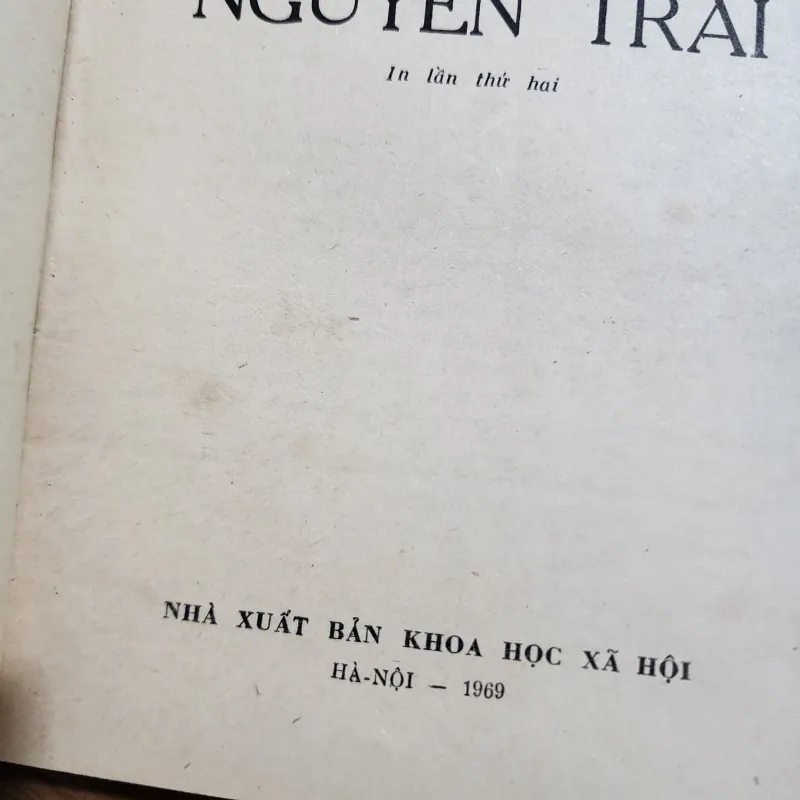 NGUYỄN TRÃI
In lần thứ hai
NHÀ XUẤT BẢN KHOA HỌC XÃ HỘI
HÀ-NỘI – 1969